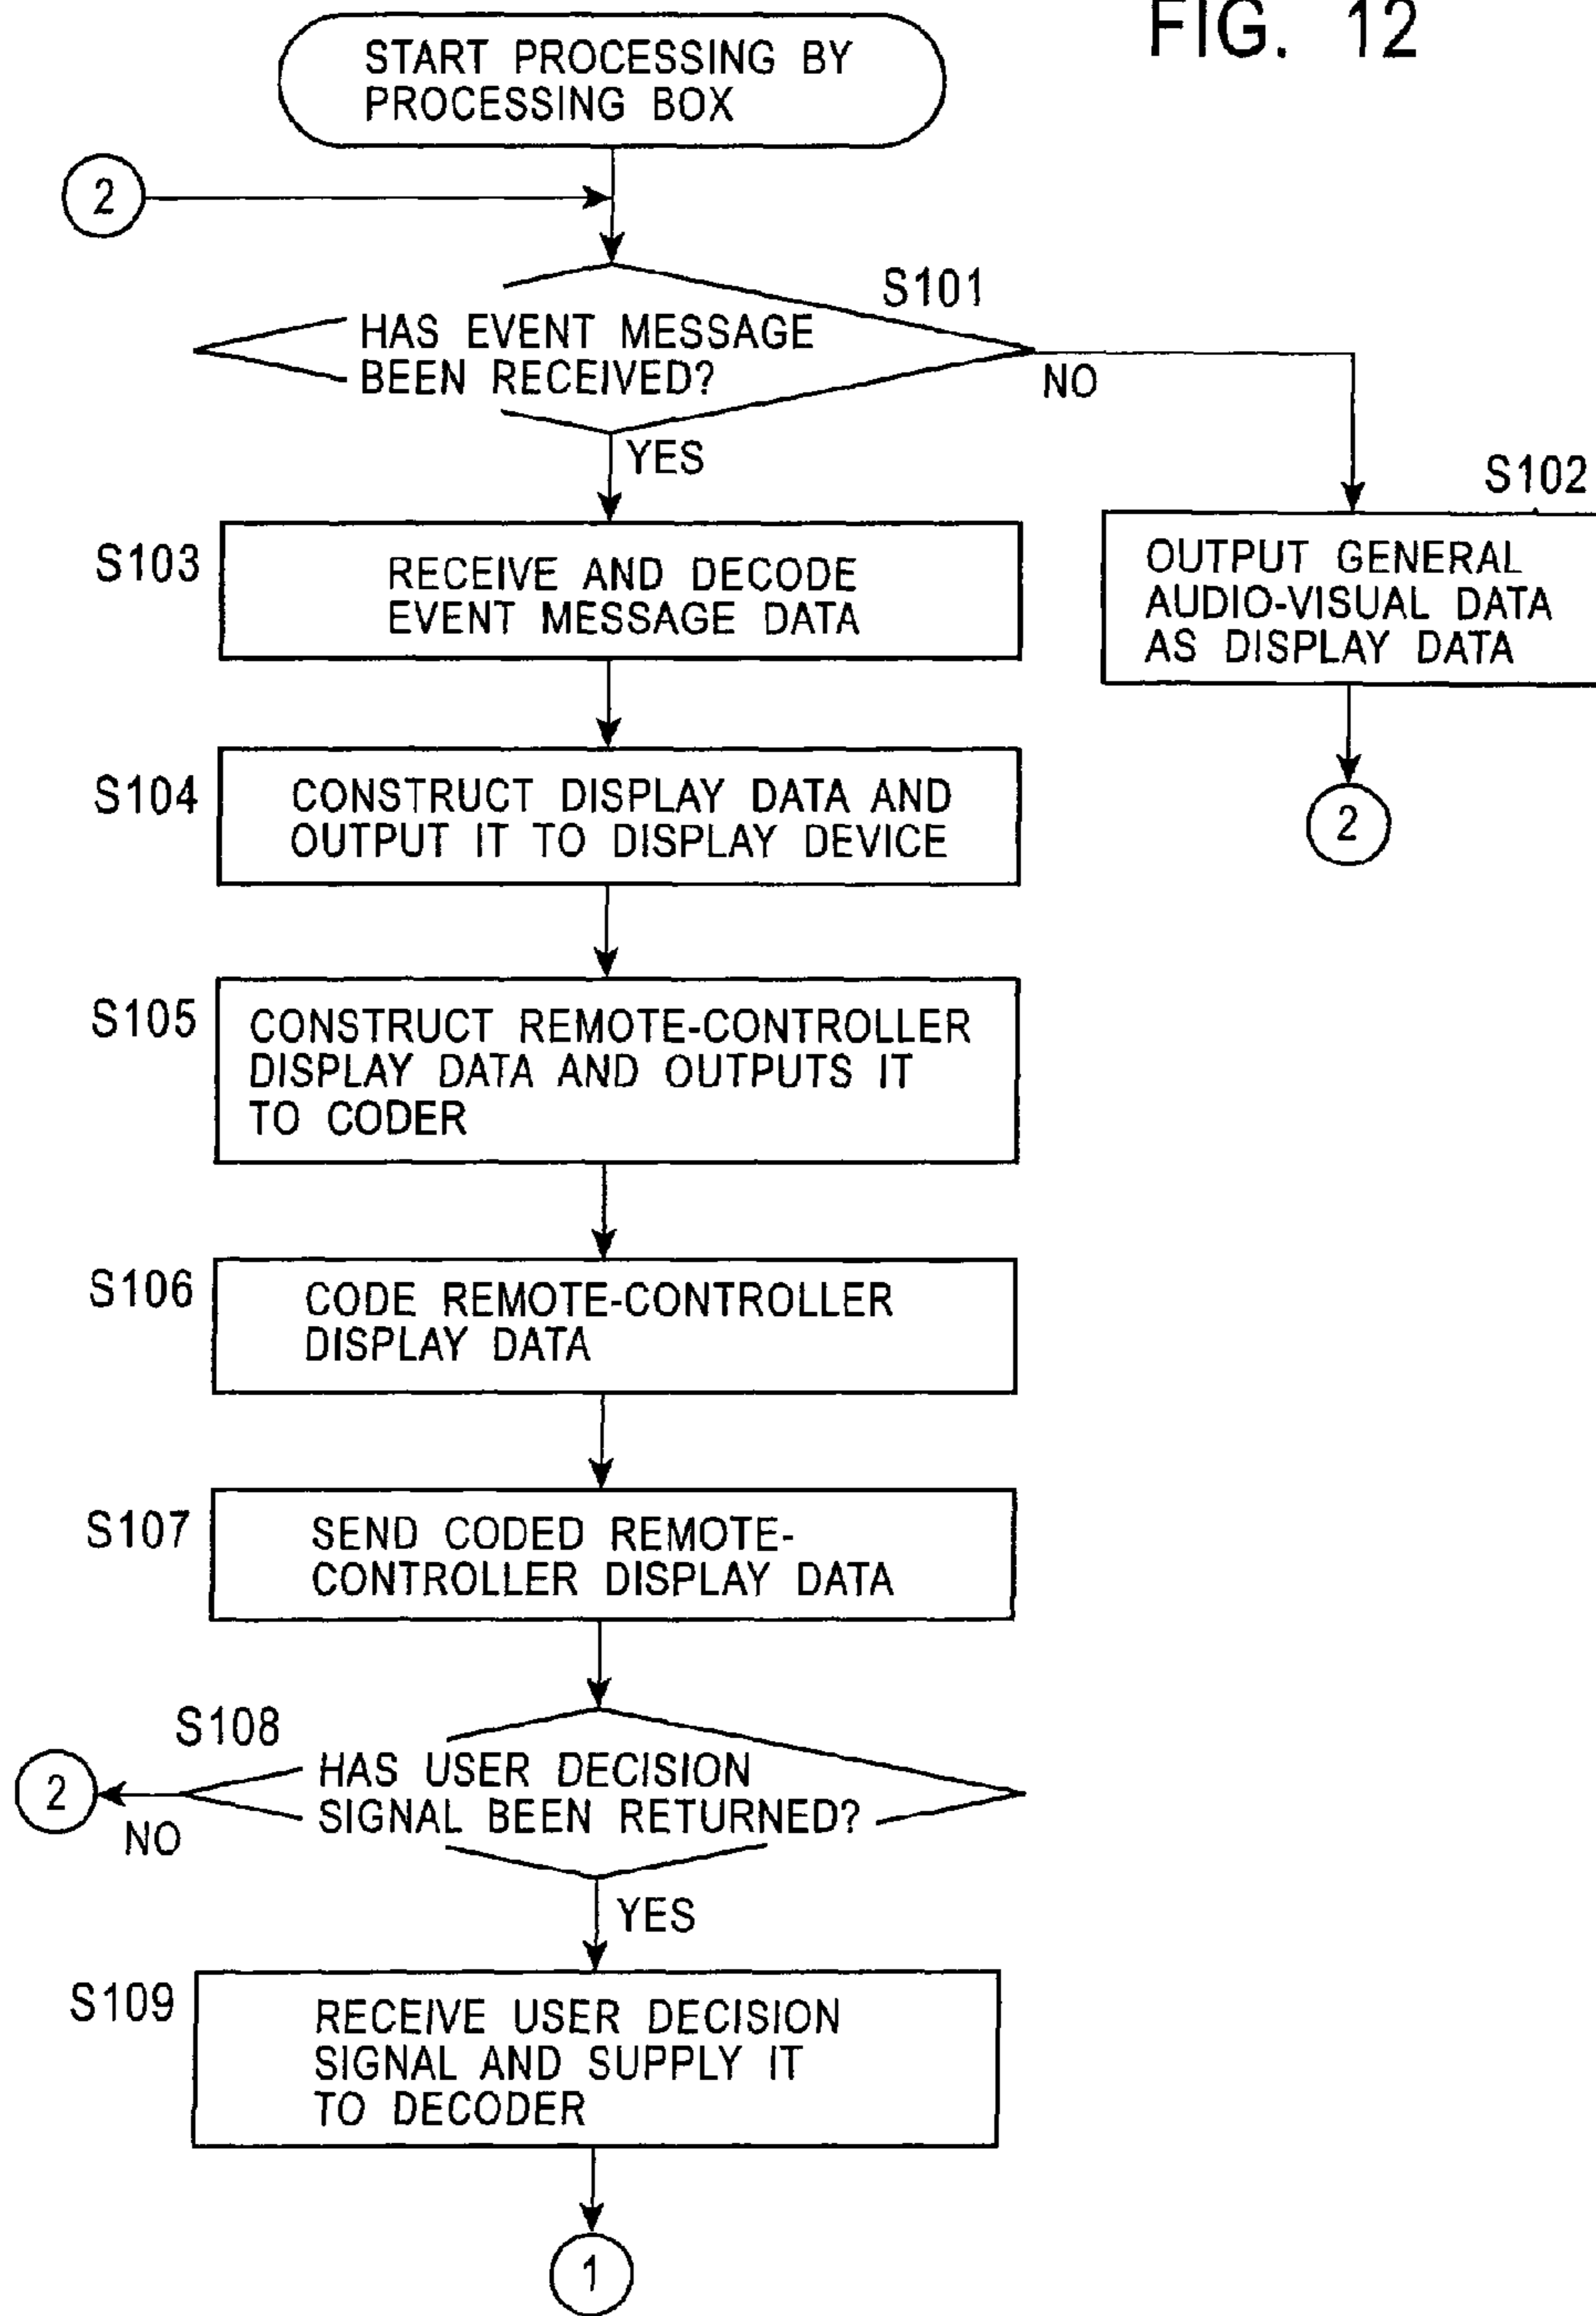 FIG. 12
START PROCESSING BY
PROCESSING BOX
2
S101
HAS EVENT MESSAGE
BEEN RECEIVED?
NO
YES
S102
OUTPUT GENERAL
AUDIO-VISUAL DATA
AS DISPLAY DATA
2
S103
RECEIVE AND DECODE
EVENT MESSAGE DATA
S104
CONSTRUCT DISPLAY DATA AND
OUTPUT IT TO DISPLAY DEVICE
S105
CONSTRUCT REMOTE-CONTROLLER
DISPLAY DATA AND OUTPUTS IT
TO CODER
S106
CODE REMOTE-CONTROLLER
DISPLAY DATA
S107
SEND CODED REMOTE-
CONTROLLER DISPLAY DATA
S108
HAS USER DECISION
SIGNAL BEEN RETURNED?
2
NO
YES
S109
RECEIVE USER DECISION
SIGNAL AND SUPPLY IT
TO DECODER
1